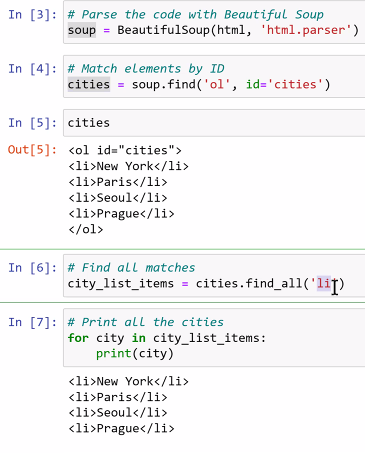 In [3]: # Parse the code with Beautiful Soup
soup = BeautifulSoup(html, 'html.parser')
In [4]: # Match elements by ID
cities = soup.find('ol', id='cities')
In [5]: cities
Out[5]: <ol id="cities">
<li>New York</li>
<li>Paris</li>
<li>Seoul</li>
<li>Prague</li>
</ol>
In [6]: # Find all matches
city_list_items = cities.find_all('li')
In [7]: # Print all the cities
for city in city_list_items:
    print(city)
<li>New York</li>
<li>Paris</li>
<li>Seoul</li>
<li>Prague</li>